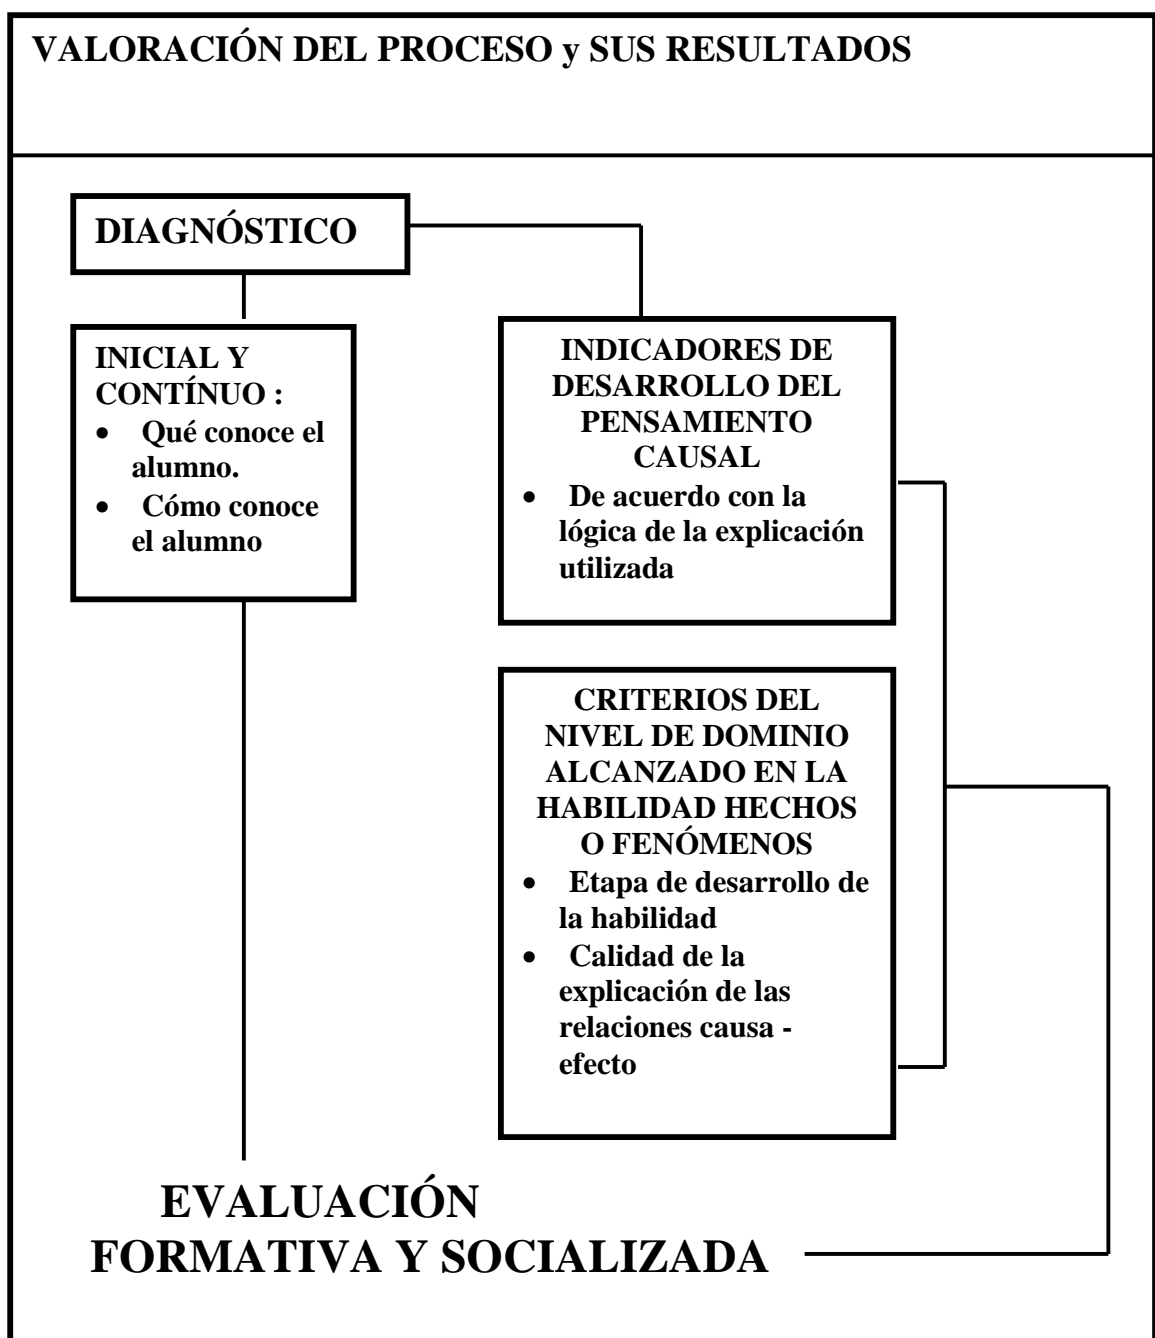 VALORACIÓN DEL PROCESO y SUS RESULTADOS
DIAGNÓSTICO
INICIAL Y
CONTÍNUO :
• Qué conoce el
alumno.
• Cómo conoce
el alumno
INDICADORES DE
DESARROLLO DEL
PENSAMIENTO
CAUSAL
• De acuerdo con la
lógica de la explicación
utilizada
CRITERIOS DEL
NIVEL DE DOMINIO
ALCANZADO EN LA
HABILIDAD HECHOS
O FENÓMENOS
• Etapa de desarrollo de
la habilidad
• Calidad de la
explicación de las
relaciones causa -
efecto
EVALUACIÓN
FORMATIVA Y SOCIALIZADA